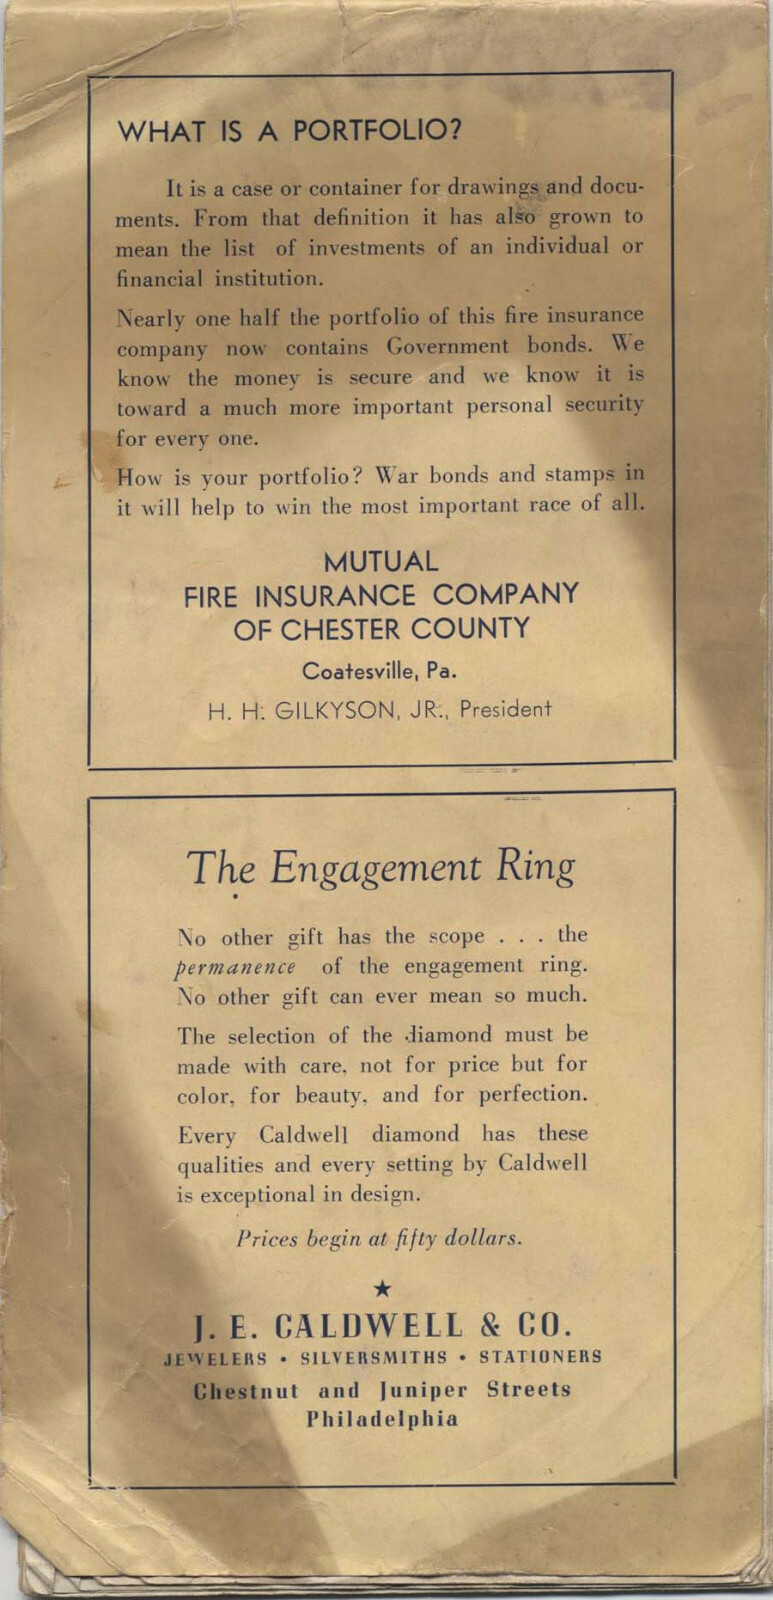 WHAT IS A PORTFOLIO?
It is a case or container for drawings and docu-
ments. From that definition it has also grown to
mean the list of investments of an individual or
financial institution.
Nearly one half the portfolio of this fire insurance
company now contains Government bonds. We
know the money is secure and we know it is
toward a much more important personal security
for every one.
How is your portfolio? War bonds and stamps in
it will help to win the most important race of all.
MUTUAL
FIRE INSURANCE COMPANY
OF CHESTER COUNTY
Coatesville, Pa.
H. H. GILKYSON, JR., President
The Engagement Ring
No other gift has the scope . . . the
permanence of the engagement ring.
No other gift can ever mean so much.
The selection of the diamond must be
made with care, not for price but for
color, for beauty, and for perfection.
Every Caldwell diamond has these
qualities and every setting by Caldwell
is exceptional in design.
Prices begin at fifty dollars.
★
J. E. CALDWELL & CO.
JEWELERS • SILVERSMITHS • STATIONERS
Chestnut and Juniper Streets
Philadelphia